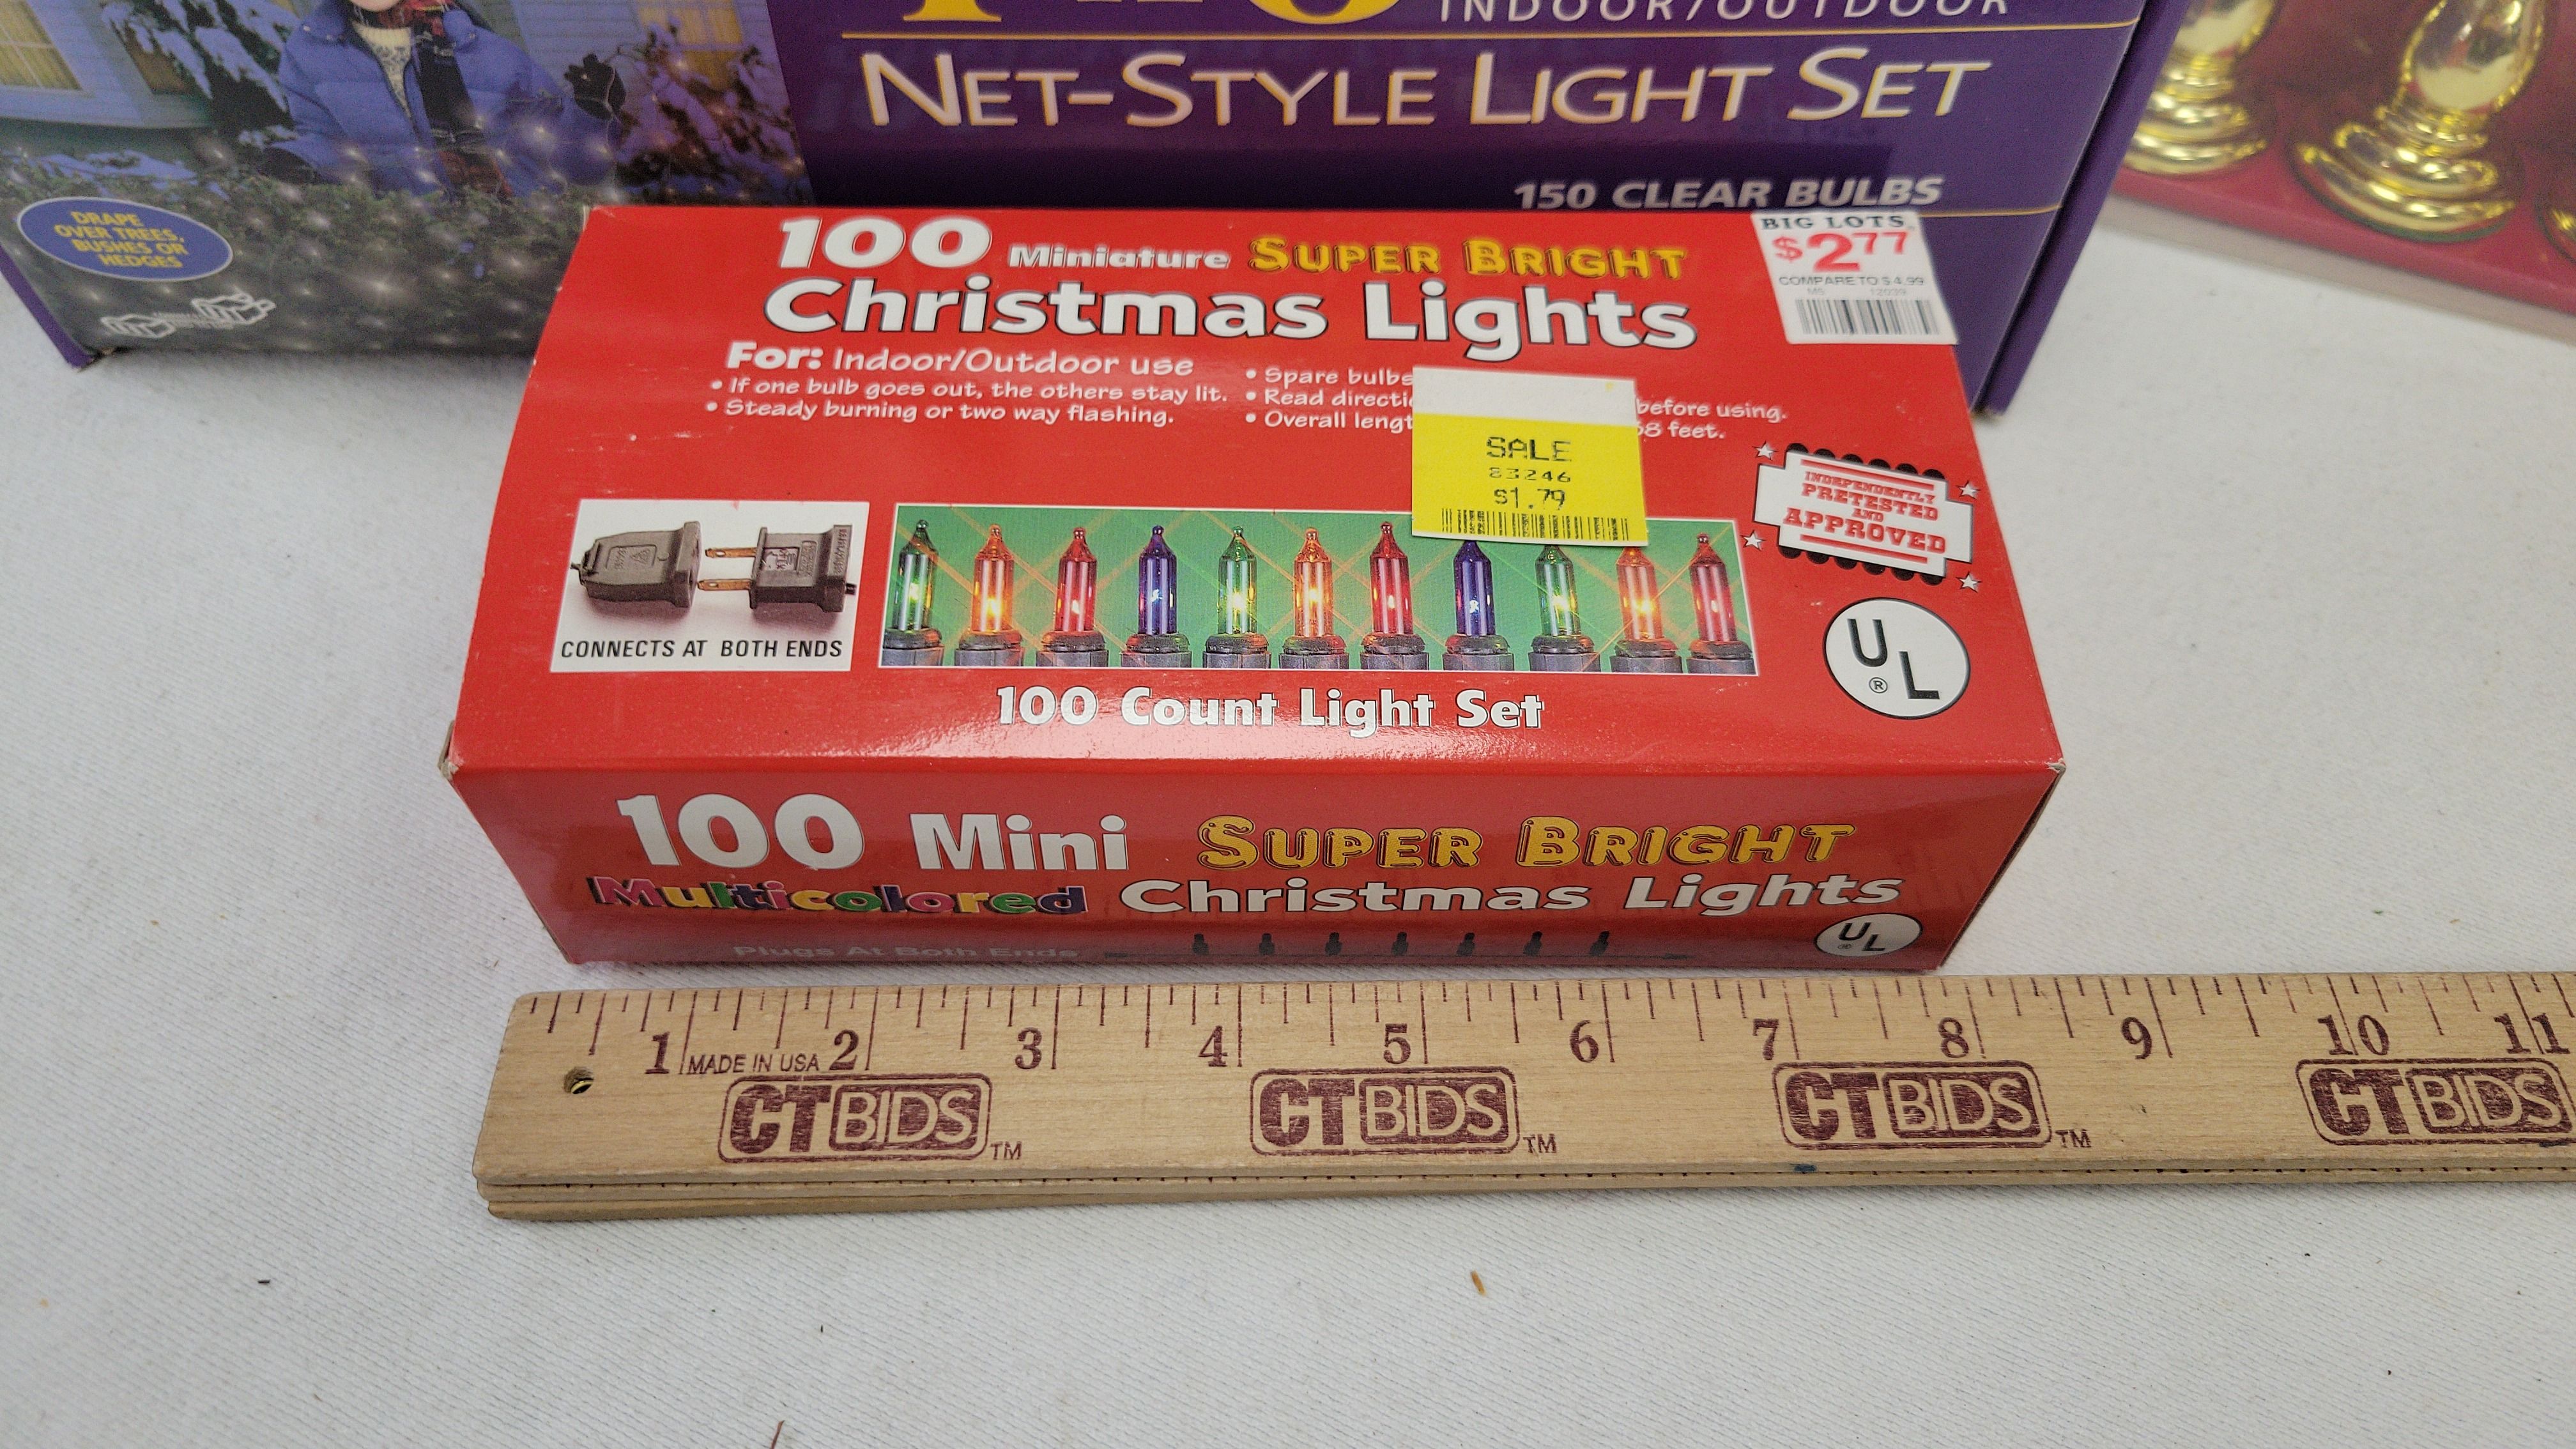 INDOOR/OUTDOOR
NET-STYLE LIGHT SET
150 CLEAR BULBS
DRAPE
OVER TREES,
BUSHES OR
HEDGES
100 Miniature SUPER BRIGHT
Christmas Lights
For: Indoor/Outdoor use
• If one bulb goes out, the others stay lit.
• Steady burning or two way flashing.
• Spare bulbs
• Read before using.
• Overall feet.
BIG LOTS
$2.77
COMPARE TO $4.99
12039
SALE
83246
$1.79
INDEPENDENTLY
PRETESTED
AND
APPROVED
CONNECTS AT BOTH ENDS
100 Count Light Set
UL®
100 Mini SUPER BRIGHT
Multicolored Christmas Lights
Plugs At Both Ends
UL®
1 2 3 4 5 6 7 8 9 10 11
MADE IN USA
CTBIDS™ CTBIDS™ CTBIDS™ CTBIDS